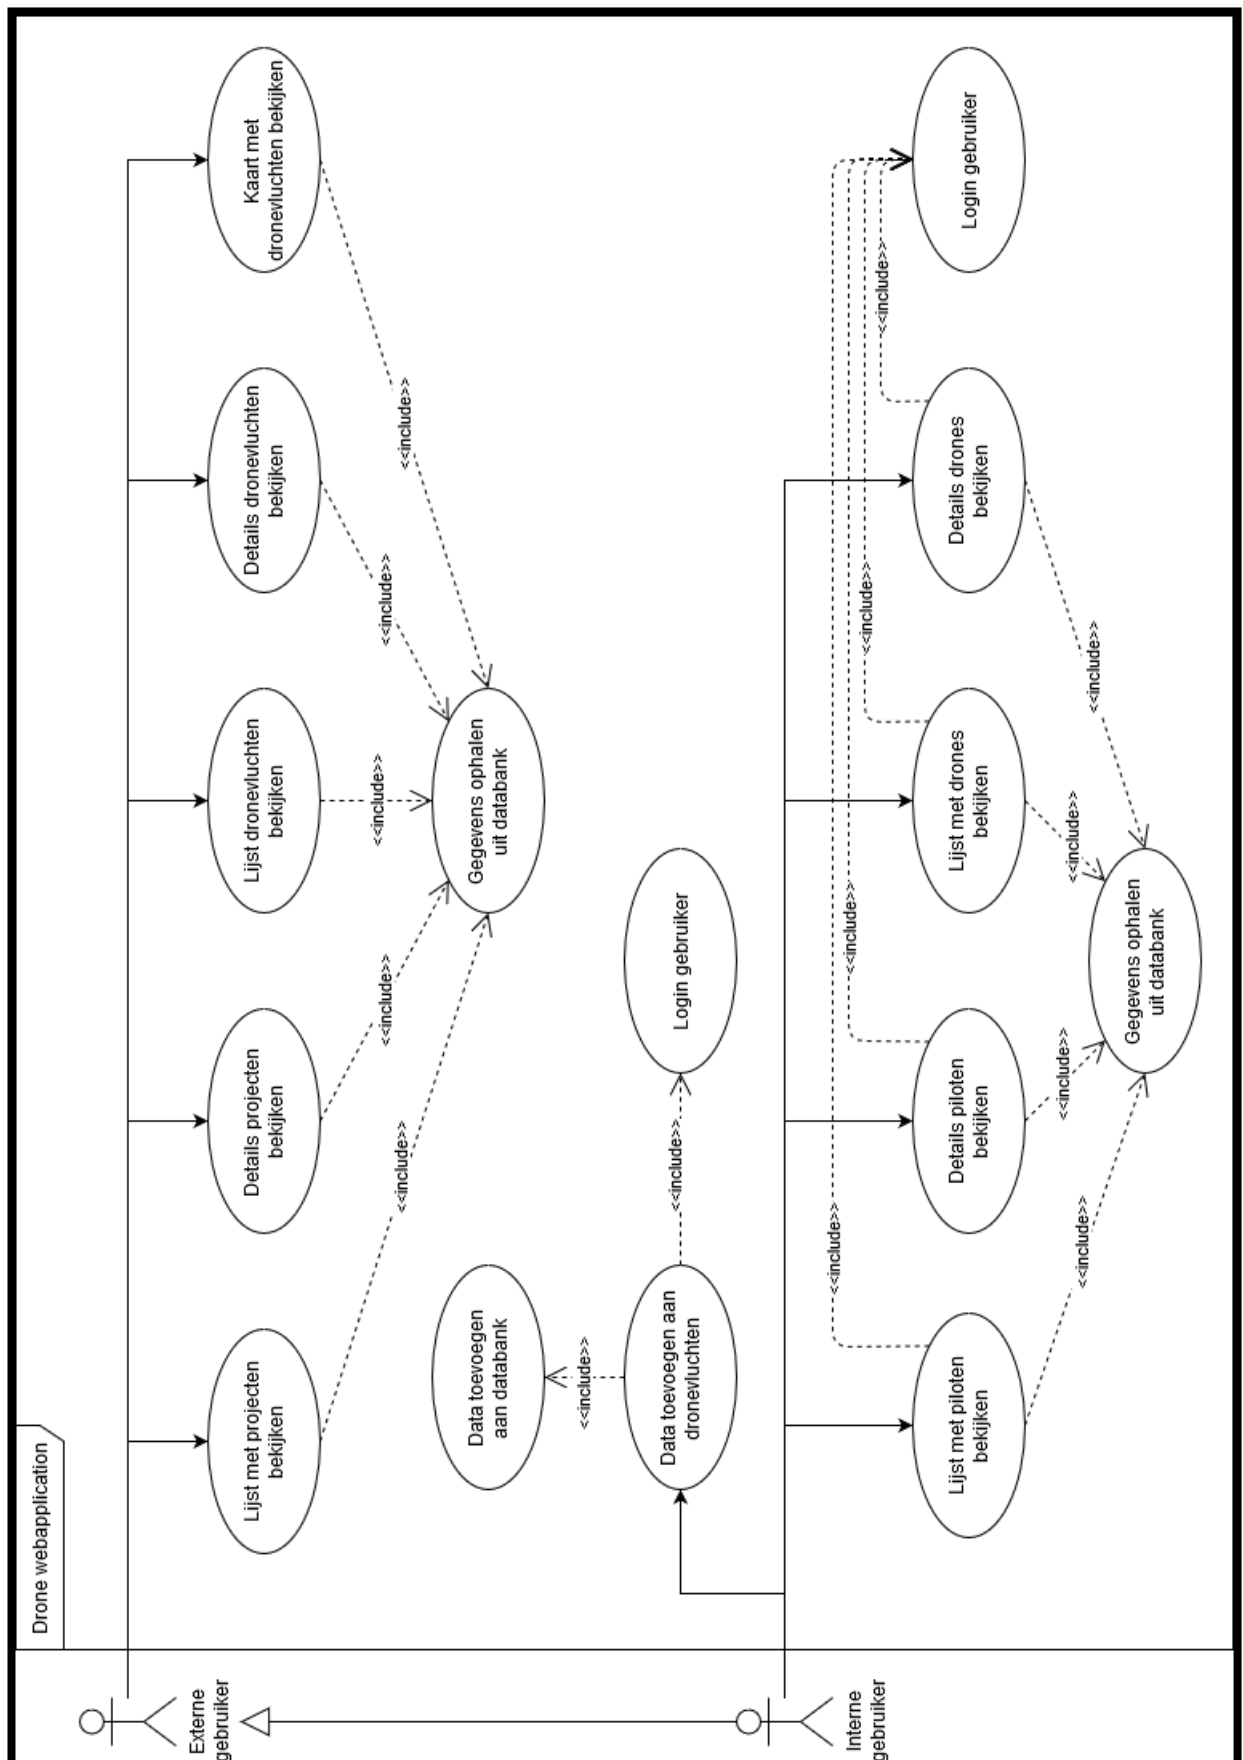 Drone webapplication
Externe
gebruiker
Lijst met projecten
bekijken
Details projecten
bekijken
Lijst dronevluchten
bekijken
Details dronevluchten
bekijken
Kaart met
dronevluchten bekijken
<<include>>
<<include>>
<<include>>
<<include>>
<<include>>
Gegevens ophalen
uit databank
Data toevoegen
aan databank
<<include>>
Data toevoegen aan
dronevluchten
<<include>>
Login gebruiker
Interne
gebruiker
<<include>>
<<include>>
<<include>>
<<include>>
Lijst met piloten
bekijken
Details piloten
bekijken
Lijst met drones
bekijken
Details drones
bekijken
Login gebruiker
<<include>>
<<include>>
<<include>>
<<include>>
Gegevens ophalen
uit databank